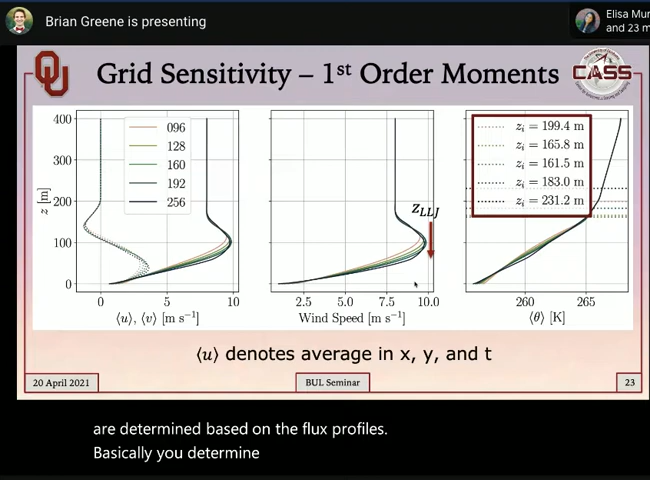 Brian Greene is presenting
Elisa Mur
and 23 m
Grid Sensitivity – 1st Order Moments
CASS
400
300
200
100
0
z [m]
096
128
160
192
256
0
5
10
⟨u⟩, ⟨v⟩ [m s⁻¹]
zLLJ
2.5
5.0
7.5
10.0
Wind Speed [m s⁻¹]
zi = 199.4 m
zi = 165.8 m
zi = 161.5 m
zi = 183.0 m
zi = 231.2 m
260
265
⟨θ⟩ [K]
⟨u⟩ denotes average in x, y, and t
20 April 2021
BUL Seminar
23
are determined based on the flux profiles.
Basically you determine